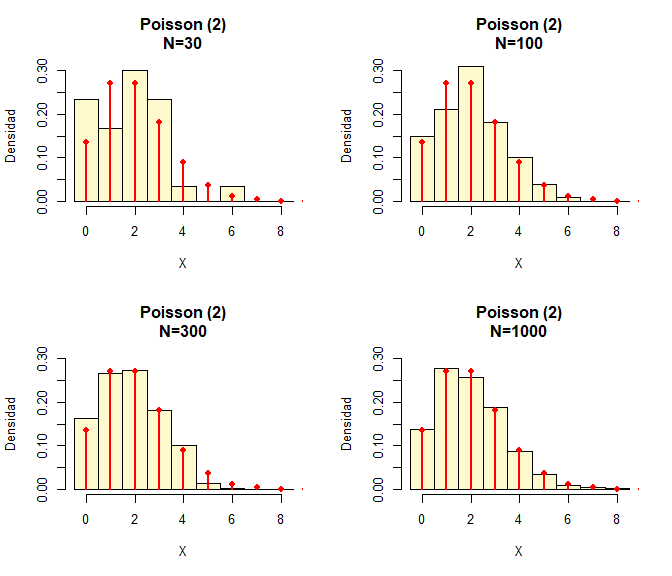 Poisson (2)
N=30
Densidad
0.00 0.10 0.20 0.30
0 2 4 6 8
X
Poisson (2)
N=100
Densidad
0.00 0.10 0.20 0.30
0 2 4 6 8
X
Poisson (2)
N=300
Densidad
0.00 0.10 0.20 0.30
0 2 4 6 8
X
Poisson (2)
N=1000
Densidad
0.00 0.10 0.20 0.30
0 2 4 6 8
X